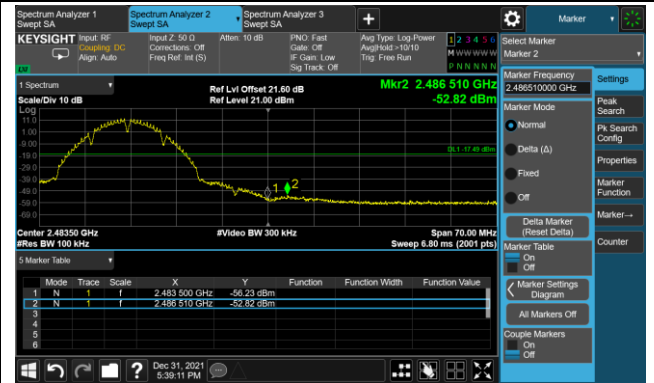 Spectrum Analyzer 1
Swept SA
Spectrum Analyzer 2
Swept SA
Spectrum Analyzer 3
Swept SA
Marker
KEYSIGHT
Input: RF
Coupling: DC
Align: Auto
Input Z: 50 Ω
Corrections: Off
Freq Ref: Int (S)
Atten: 10 dB
PNO: Fast
Gate: Off
IF Gain: Low
Sig Track: Off
Avg Type: Log-Power
Avg|Hold:>10/10
Trig: Free Run
1 2 3 4 5 6
M W W W W W
P N N N N N
LXI
Select Marker
Marker 2
1 Spectrum
Scale/Div 10 dB
Log
Ref Lvl Offset 21.60 dB
Ref Level 21.00 dBm
Mkr2 2.486 510 GHz
-52.82 dBm
11.0
1.00
-9.00
-19.0
-29.0
-39.0
-49.0
-59.0
-69.0
DL1 -17.49 dBm
1
2
Center 2.48350 GHz
#Res BW 100 kHz
#Video BW 300 kHz
Span 70.00 MHz
Sweep 6.80 ms (2001 pts)
5 Marker Table
Mode Trace Scale X Y Function Function Width Function Value
1 N 1 f 2.483 500 GHz -56.23 dBm
2 N 1 f 2.486 510 GHz -52.82 dBm
3
4
5
6
Marker Frequency
2.486510000 GHz
Marker Mode
Normal
Delta (Δ)
Fixed
Off
Delta Marker
(Reset Delta)
Marker Table
On
Off
Marker Settings
Diagram
All Markers Off
Couple Markers
On
Off
Settings
Peak
Search
Pk Search
Config
Properties
Marker
Function
Marker→
Counter
?
Dec 31, 2021
5:39:11 PM